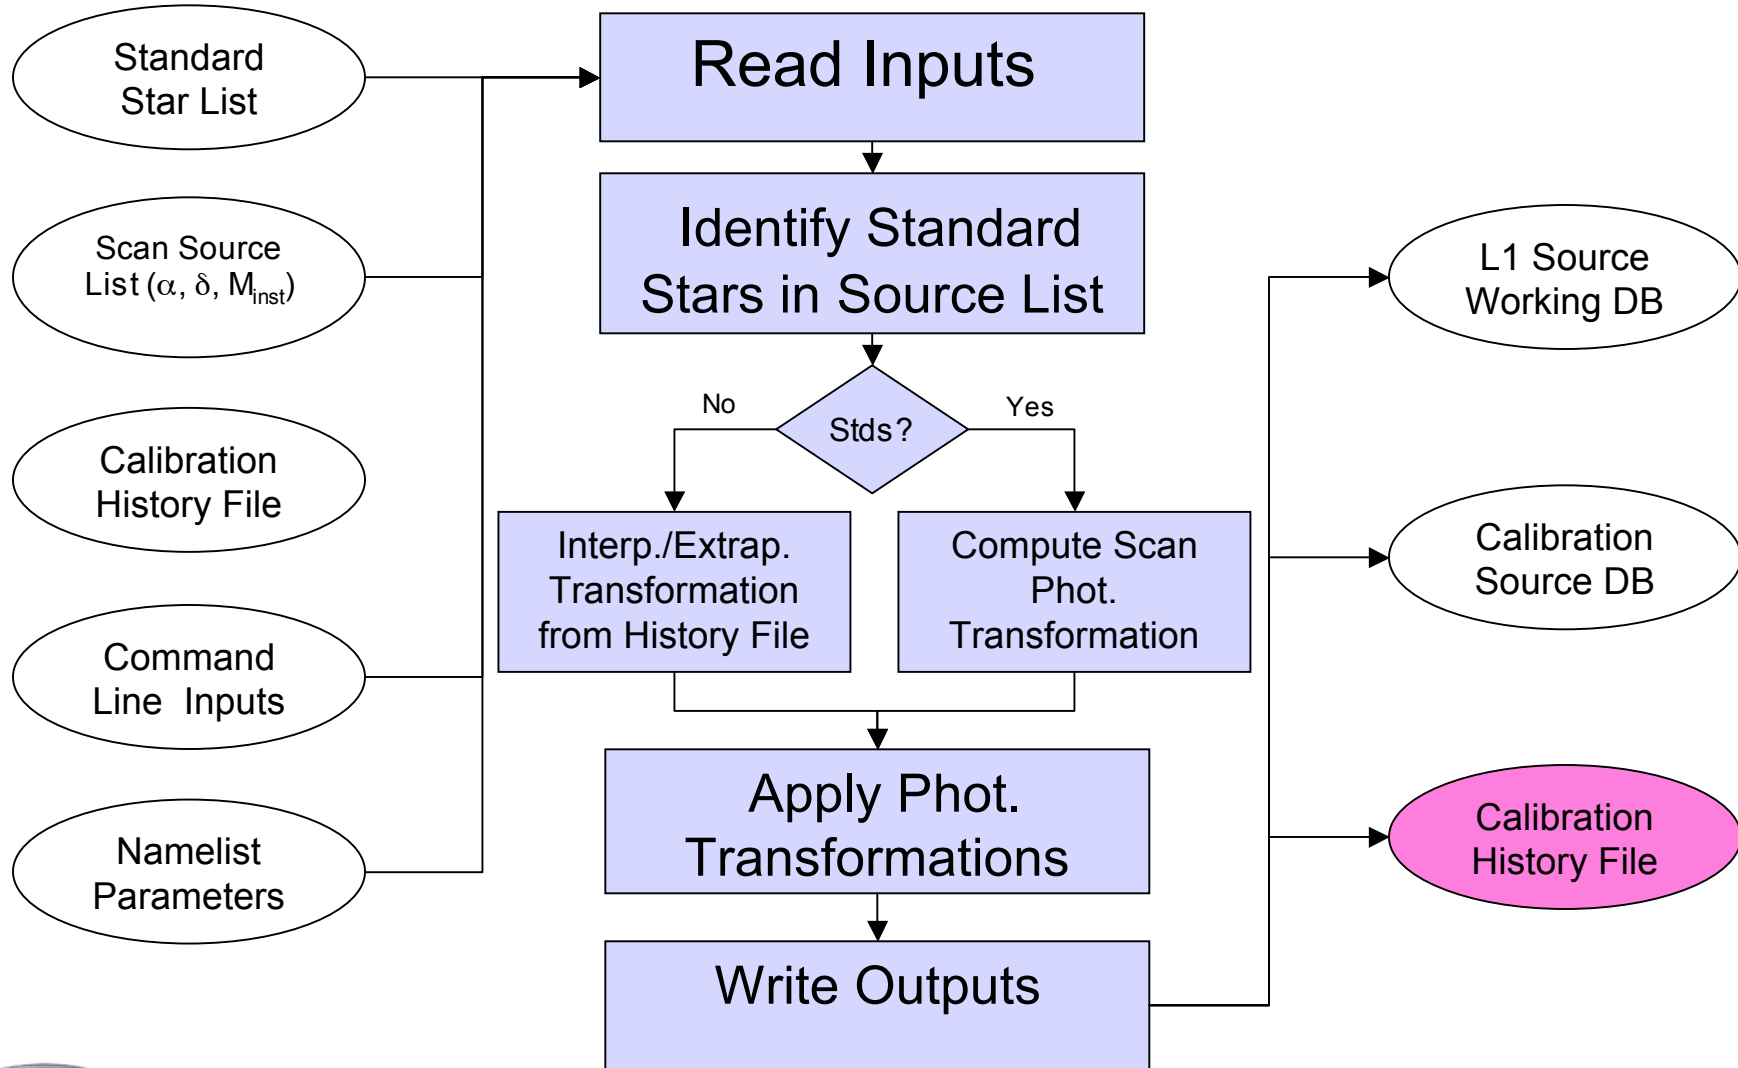 Standard
Star List
Scan Source
List (α, δ, M_inst)
Calibration
History File
Command
Line  Inputs
Namelist
Parameters
Read Inputs
Identify Standard
Stars in Source List
Stds?
No
Yes
Interp./Extrap.
Transformation
from History File
Compute Scan
Phot.
Transformation
Apply Phot.
Transformations
Write Outputs
L1 Source
Working DB
Calibration
Source DB
Calibration
History File